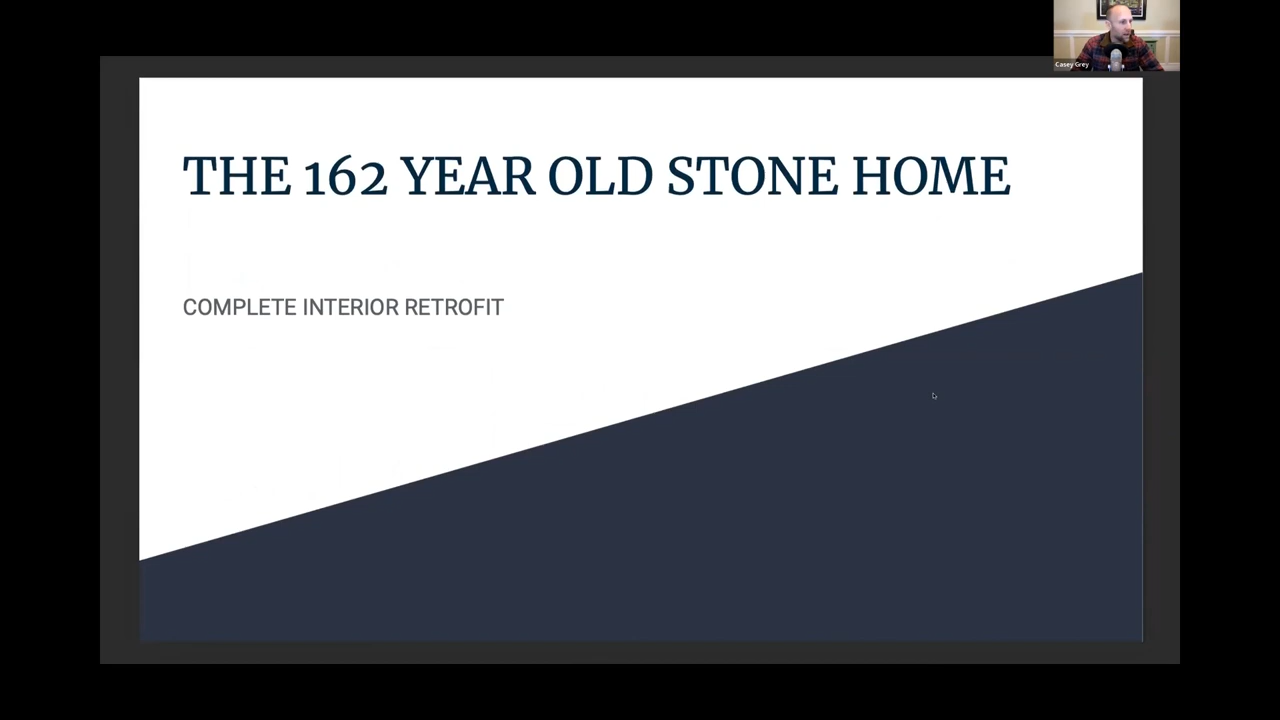 Casey Grey
THE 162 YEAR OLD STONE HOME
COMPLETE INTERIOR RETROFIT